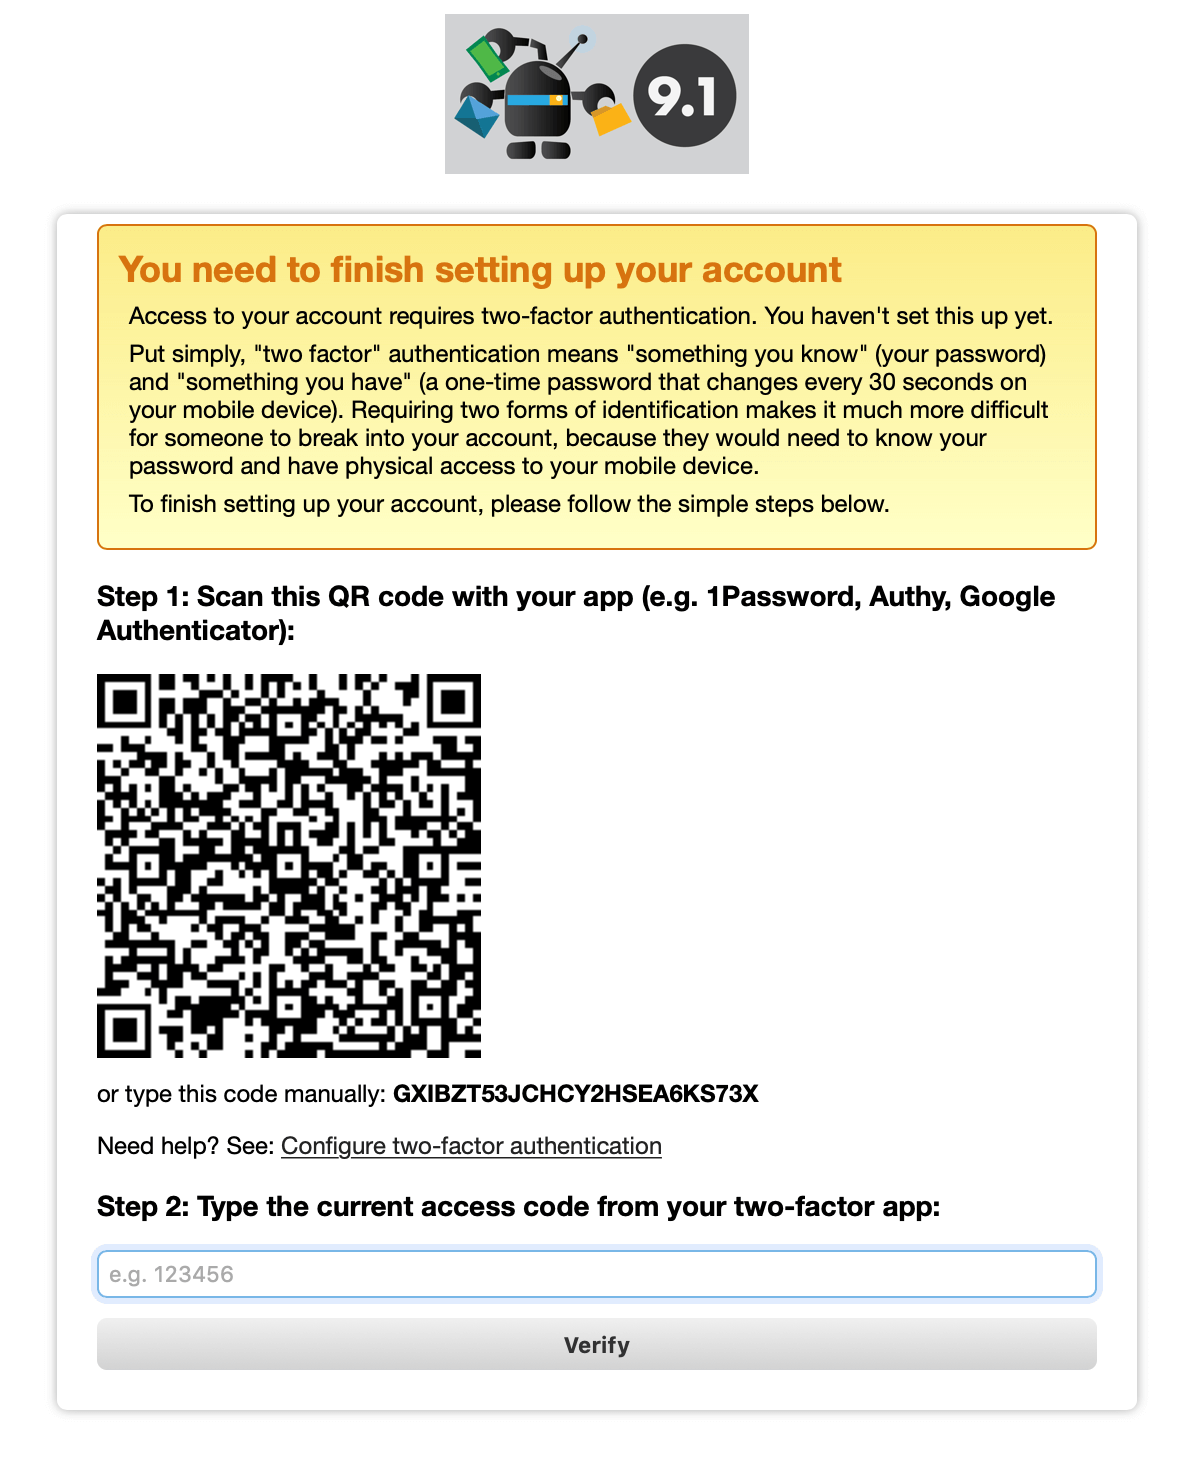 9.1
You need to finish setting up your account
Access to your account requires two-factor authentication. You haven't set this up yet.
Put simply, "two factor" authentication means "something you know" (your password)
and "something you have" (a one-time password that changes every 30 seconds on
your mobile device). Requiring two forms of identification makes it much more difficult
for someone to break into your account, because they would need to know your
password and have physical access to your mobile device.
To finish setting up your account, please follow the simple steps below.
Step 1: Scan this QR code with your app (e.g. 1Password, Authy, Google
Authenticator):
or type this code manually: GXIBZT53JCHCY2HSEA6KS73X
Need help? See: Configure two-factor authentication
Step 2: Type the current access code from your two-factor app:
e.g. 123456
Verify